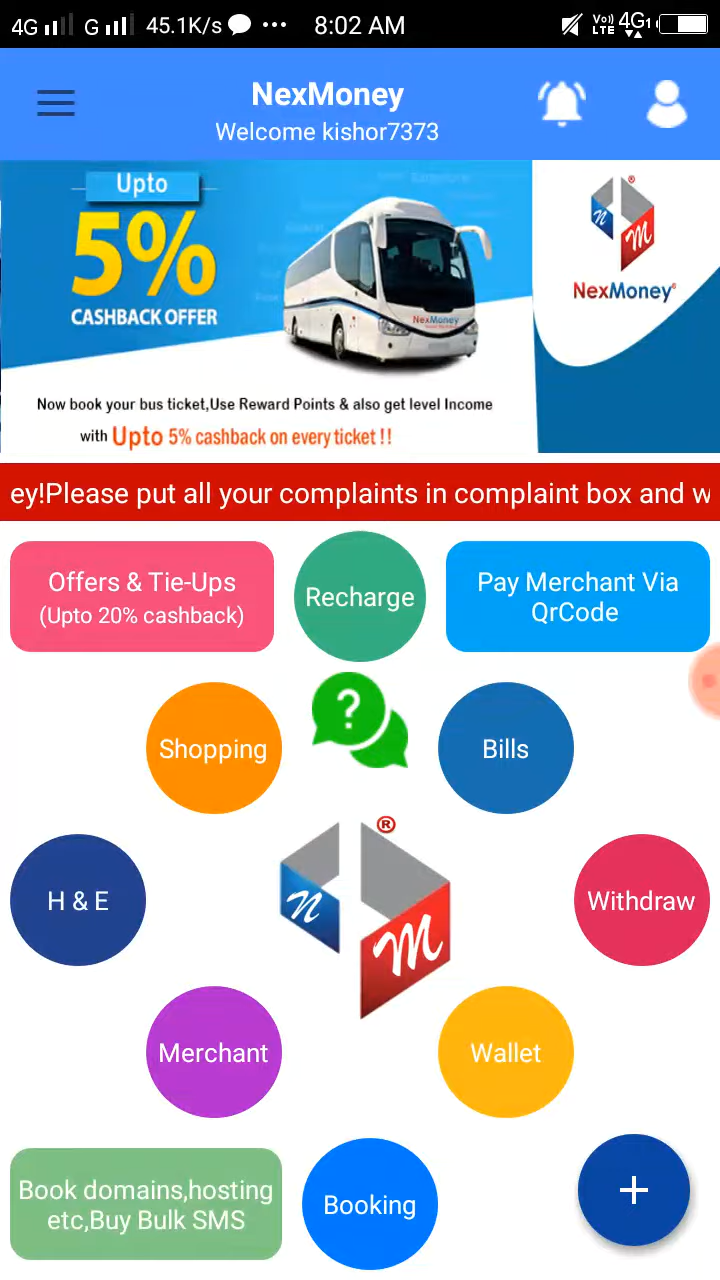 4G G 45.1K/s 8:02 AM Vo)) LTE 4G1
NexMoney
Welcome kishor7373
Upto
5%
CASHBACK OFFER
NexMoney
n m ®
NexMoney®
Now book your bus ticket,Use Reward Points & also get level Income
with Upto 5% cashback on every ticket !!
ey!Please put all your complaints in complaint box and w
Offers & Tie-Ups
(Upto 20% cashback)
Recharge
Pay Merchant Via
QrCode
?
Shopping
Bills
®
n m
H & E
Withdraw
Merchant
Wallet
Book domains,hosting
etc,Buy Bulk SMS
Booking
+